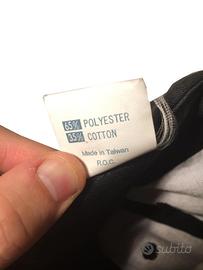 65% POLYESTER
35% COTTON
Made in Taiwan
R.O.C.
subito